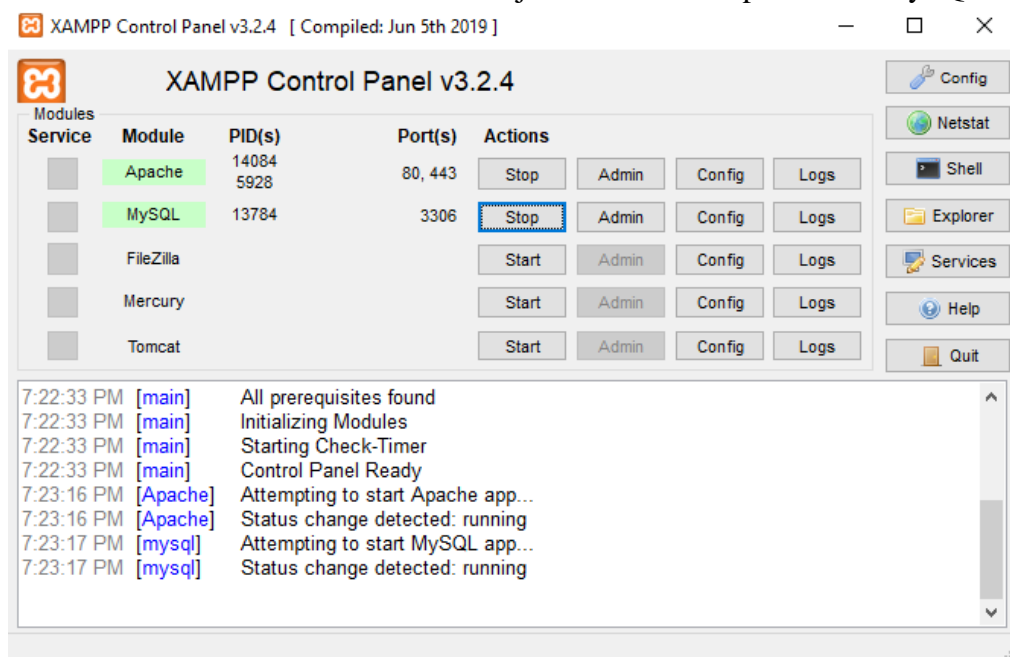 XAMPP Control Panel v3.2.4 [ Compiled: Jun 5th 2019 ]
XAMPP Control Panel v3.2.4
Config
Modules
Service Module PID(s) Port(s) Actions
Netstat
Apache 14084 5928 80, 443 Stop Admin Config Logs
Shell
MySQL 13784 3306 Stop Admin Config Logs
Explorer
FileZilla Start Admin Config Logs
Services
Mercury Start Admin Config Logs
Help
Tomcat Start Admin Config Logs
Quit
7:22:33 PM [main] All prerequisites found
7:22:33 PM [main] Initializing Modules
7:22:33 PM [main] Starting Check-Timer
7:22:33 PM [main] Control Panel Ready
7:23:16 PM [Apache] Attempting to start Apache app...
7:23:16 PM [Apache] Status change detected: running
7:23:17 PM [mysql] Attempting to start MySQL app...
7:23:17 PM [mysql] Status change detected: running